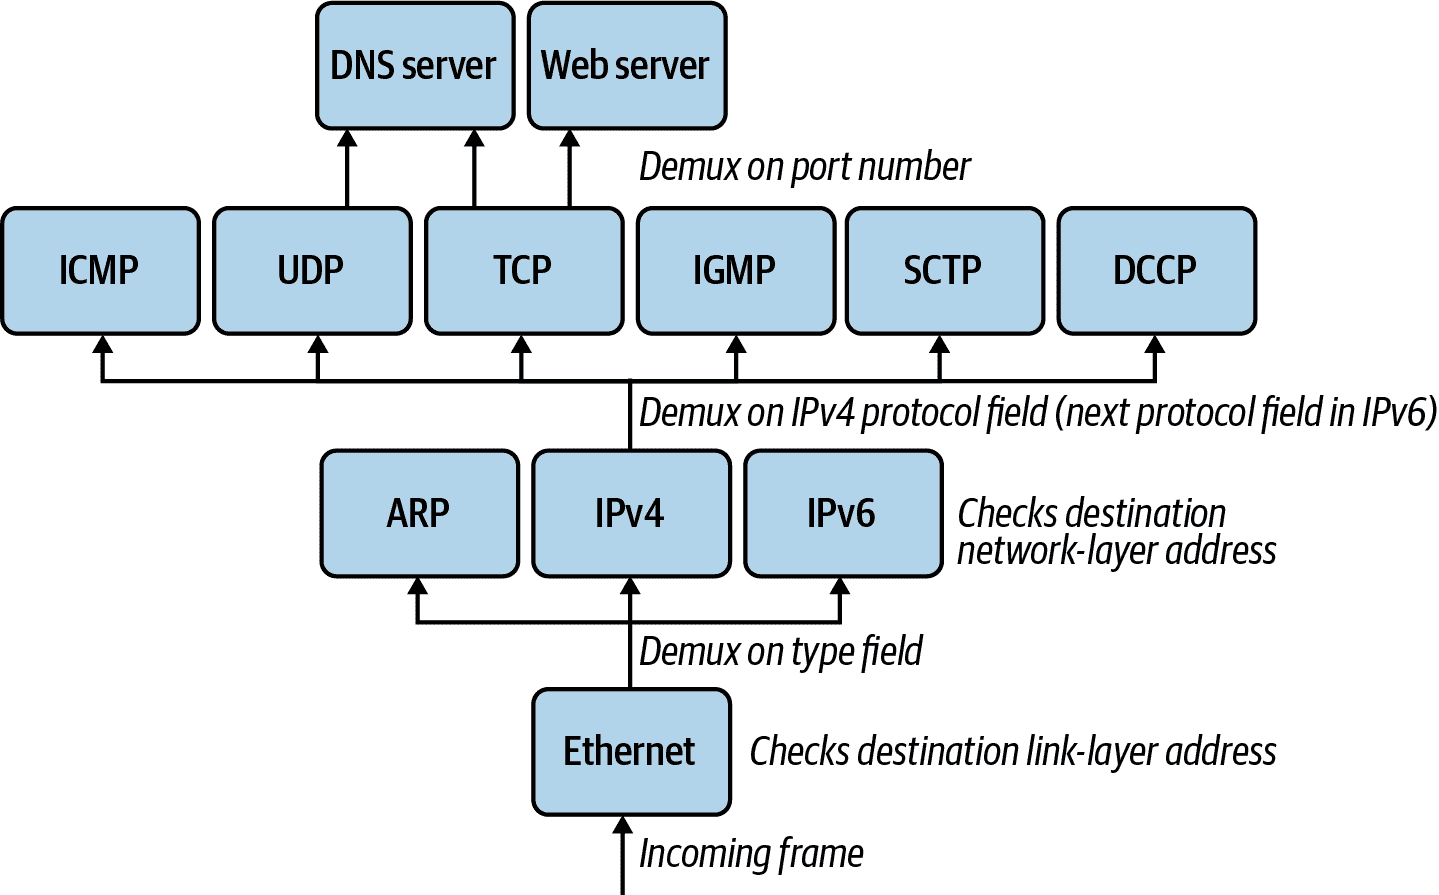 DNS server
Web server
Demux on port number
ICMP
UDP
TCP
IGMP
SCTP
DCCP
Demux on IPv4 protocol field (next protocol field in IPv6)
ARP
IPv4
IPv6
Checks destination
network-layer address
Demux on type field
Ethernet
Checks destination link-layer address
Incoming frame